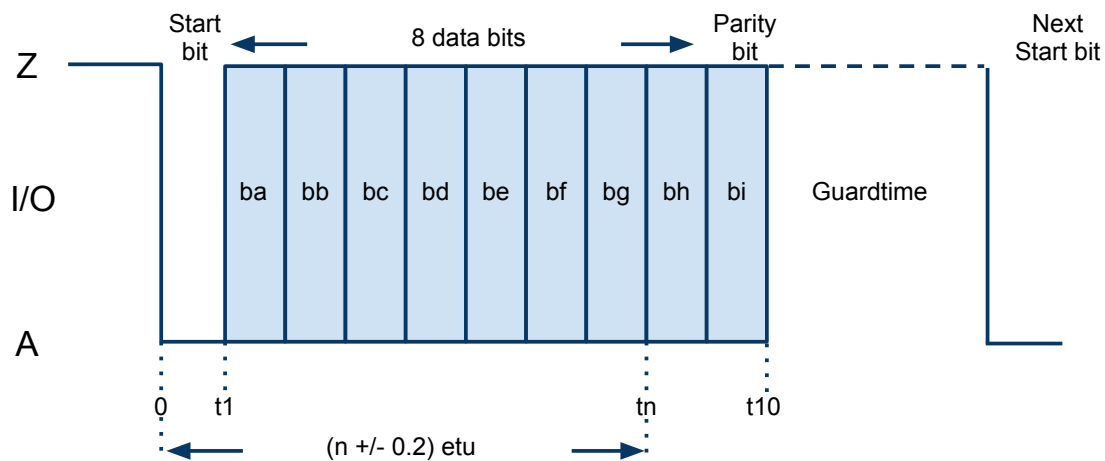 Start
bit
8 data bits
Parity
bit
Next
Start bit
Z
I/O
ba bb bc bd be bf bg bh bi
Guardtime
A
0 t1 tn t10
(n +/- 0.2) etu